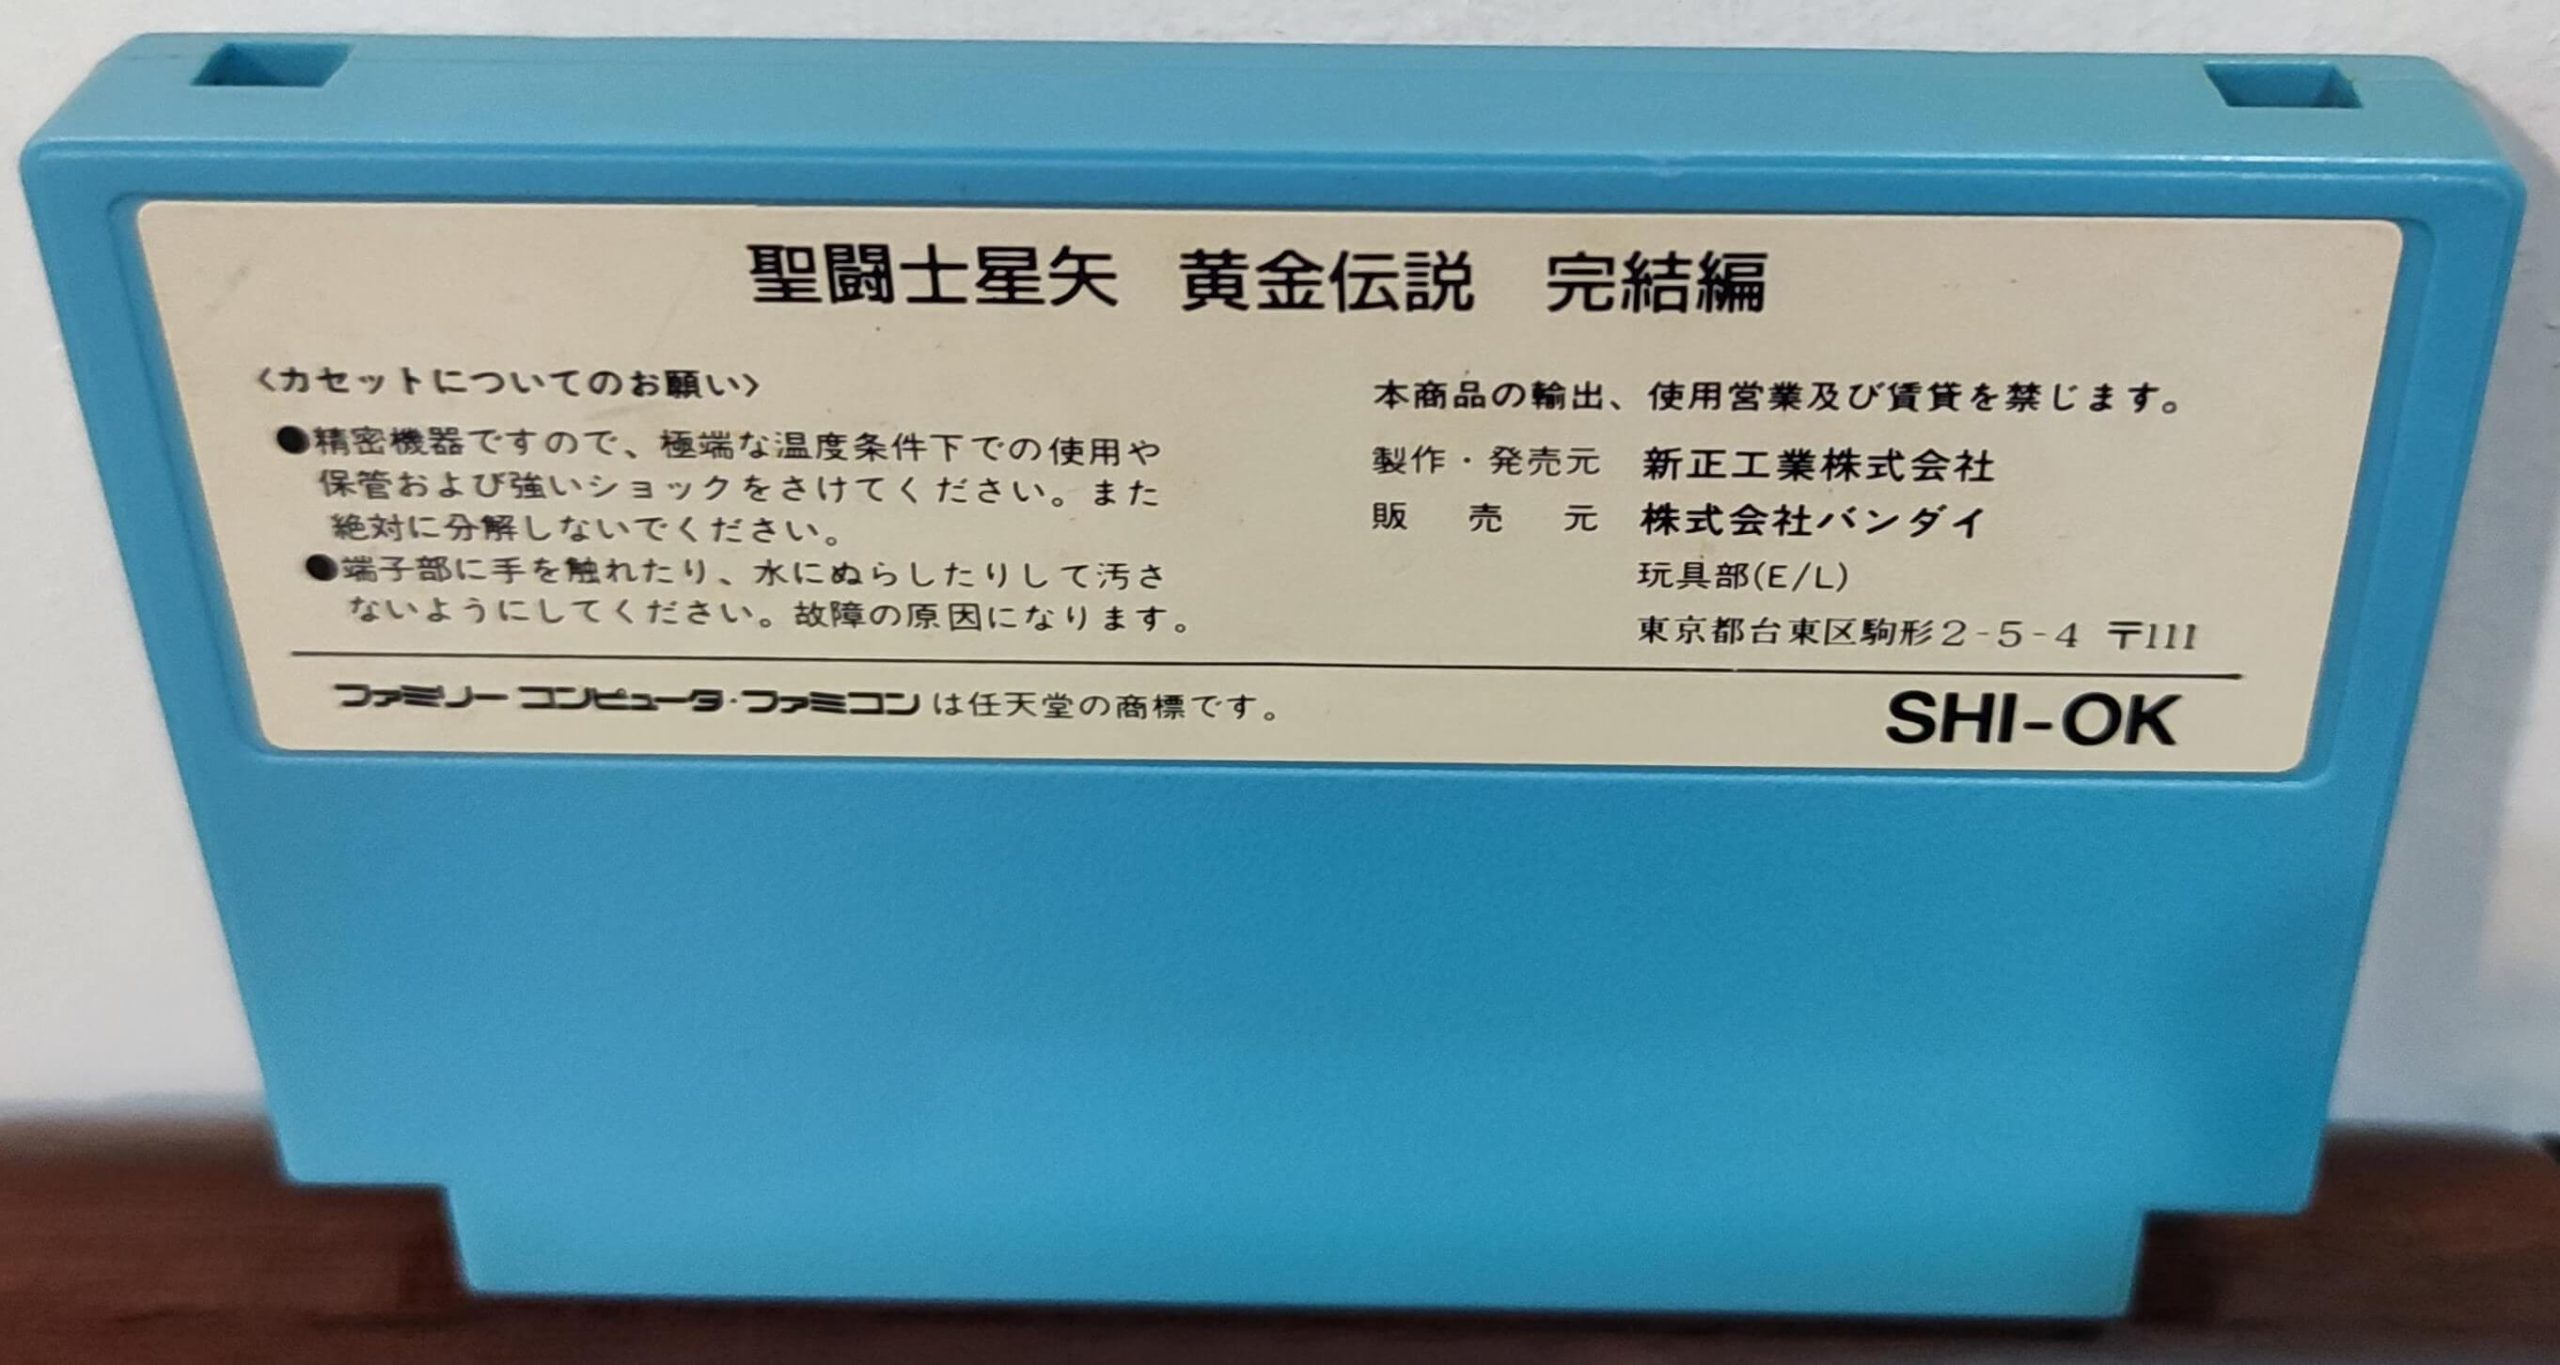 聖闘士星矢 黄金伝説 完結編
〈カセットについてのお願い〉
●精密機器ですので、極端な温度条件下での使用や
保管および強いショックをさけてください。また
絶対に分解しないでください。
●端子部に手を触れたり、水にぬらしたりして汚さ
ないようにしてください。故障の原因になります。
本商品の輸出、使用営業及び賃貸を禁じます。
製作・発売元 新正工業株式会社
販売元 株式会社バンダイ
玩具部(E/L)
東京都台東区駒形2-5-4 〒111
ファミリーコンピュータ・ファミコンは任天堂の商標です。
SHI-OK